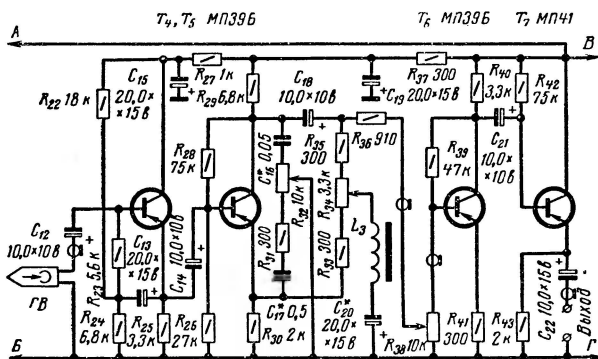 T₄, T₅ МП39Б
T₆ МП39Б
T₇ МП41
А
В
C₁₅
20,0×
×15в
R₂₂ 18к
R₂₇ 1к
R₂₉ 6,8к
C₁₈
10,0×10в
C₁₉ 20,0×15в
R₃₇ 300
R₄₀
3,3к
R₄₂
75к
R₂₈
75к
C₁₆* 0,05
R₃₅
300
R₃₆ 910
R₃₉
47к
C₂₁
10,0×
×10в
C₁₂
10,0×10в
C₁₃
20,0×
×15в
C₁₄ 10,0×10в
R₃₂ 10к
R₃₄ 3,3к
L₃
R₃₁ 300
R₃₃ 300
R₂₃ 5,6к
ГВ
C₁₇* 0,5
C₂₀*
20,0×
×15в
C₂₂ 10,0×15в
Выход
R₂₄
6,8к
R₂₅
3,3к
R₂₆
27к
R₃₀ 2к
R₃₈ 10к
R₄₁
300
R₄₃
2к
Б
Г